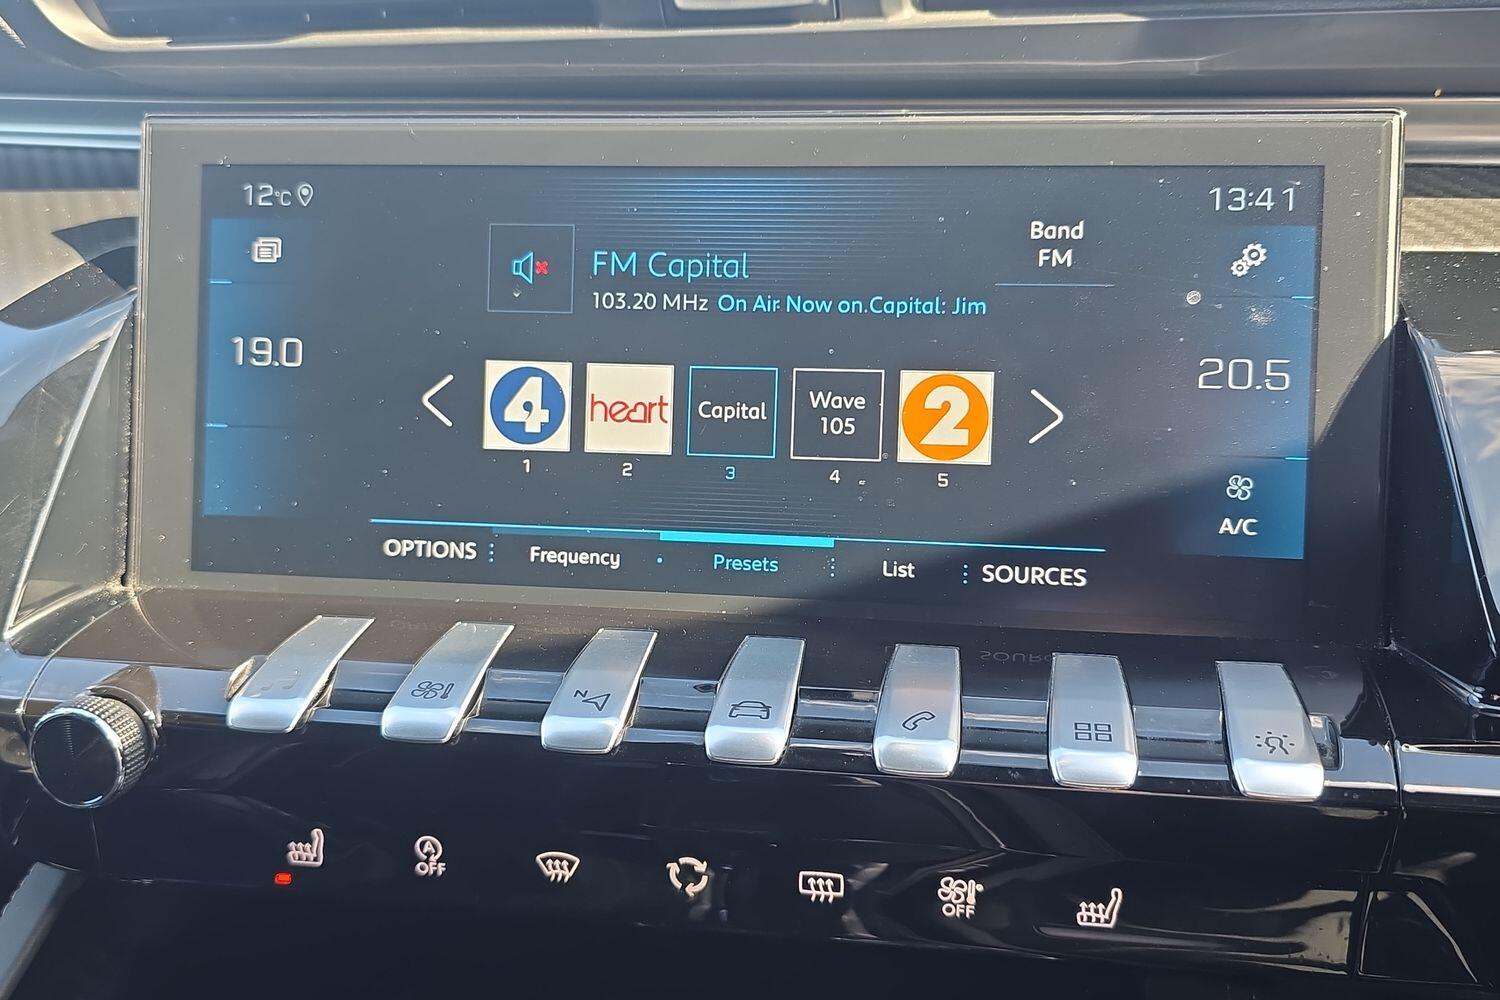 12°C
13:41
Band
FM
FM Capital
103.20 MHz On Air Now on Capital: Jim
19.0
20.5
4
heart
Capital
Wave
105
2
1
2
3
4
5
A/C
OPTIONS
Frequency
Presets
List
SOURCES
N
A
OFF
OFF